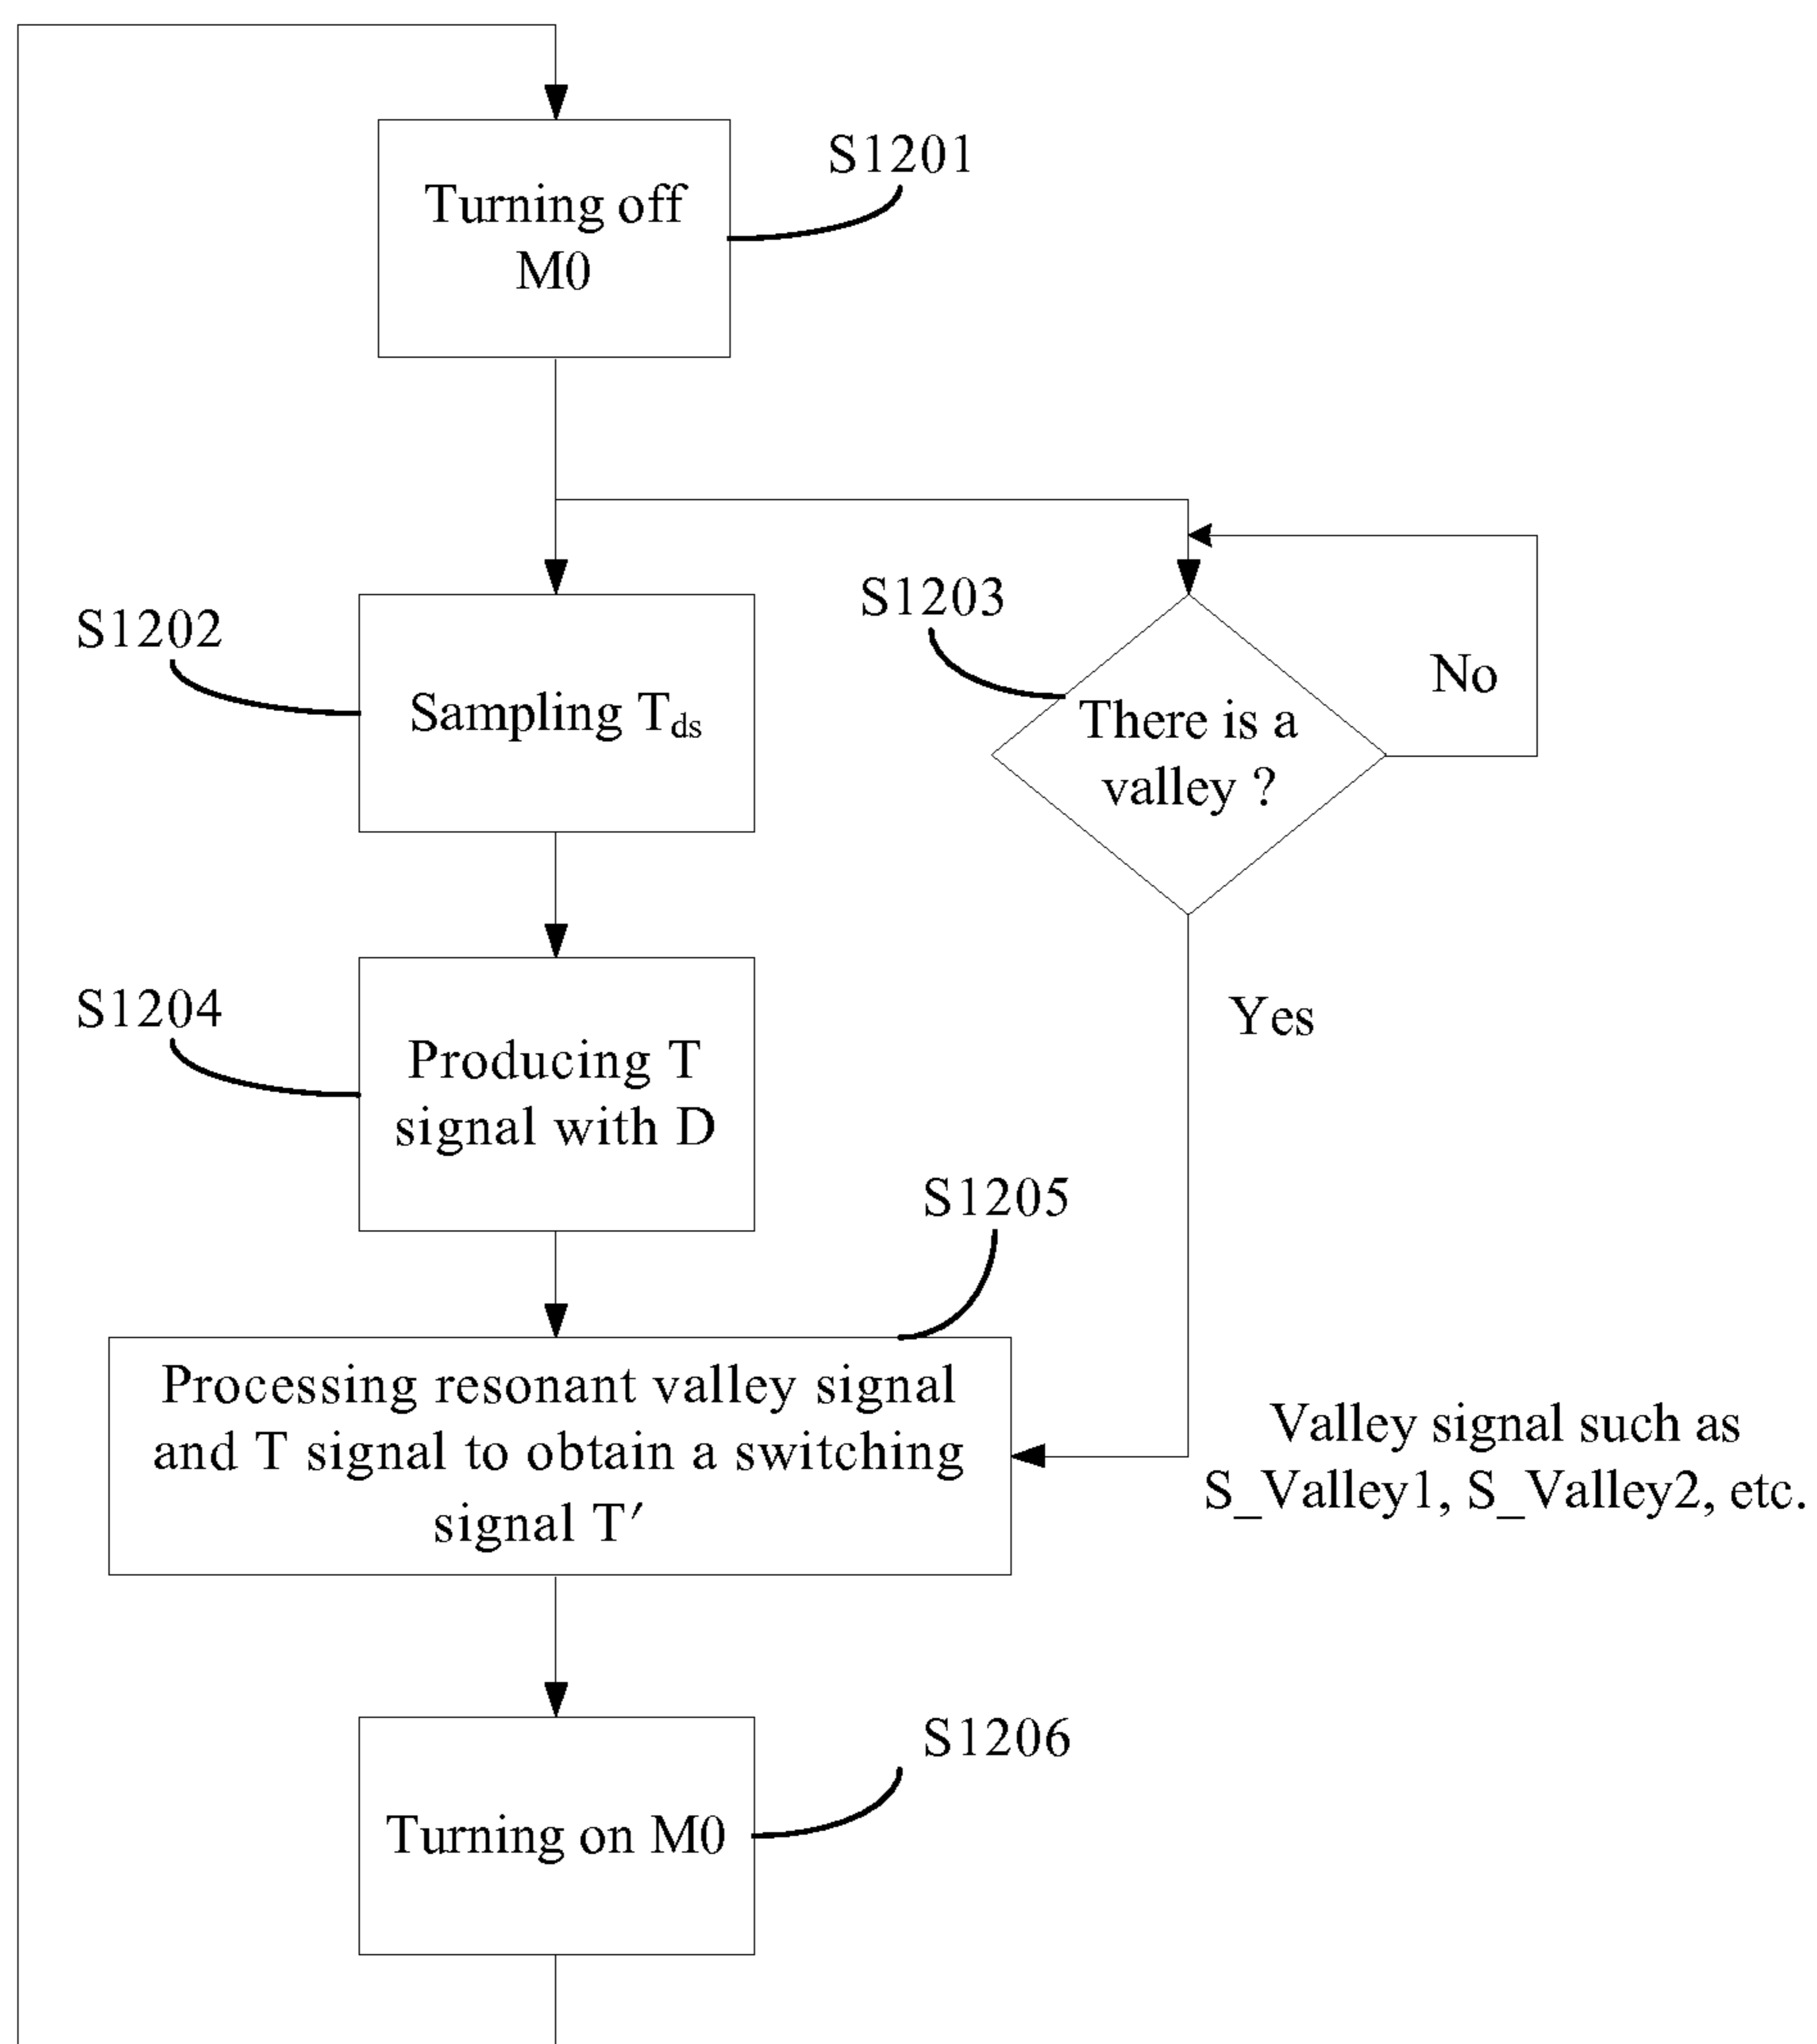 S1201
Turning off
M0
S1203
S1202
No
Sampling Tds
There is a
valley ?
S1204
Yes
Producing T
signal with D
S1205
Processing resonant valley signal
and T signal to obtain a switching
signal T′
Valley signal such as
S_Valley1, S_Valley2, etc.
S1206
Turning on M0